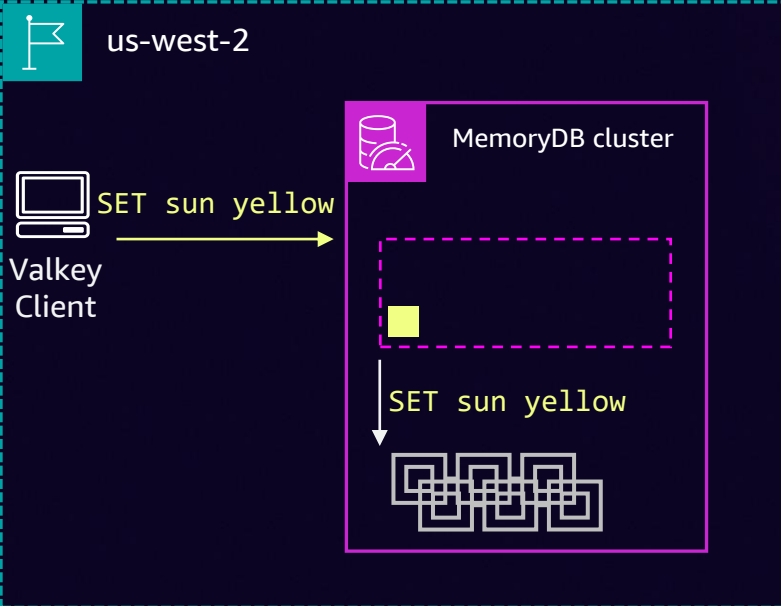 us-west-2
MemoryDB cluster
SET sun yellow
Valkey
Client
SET sun yellow